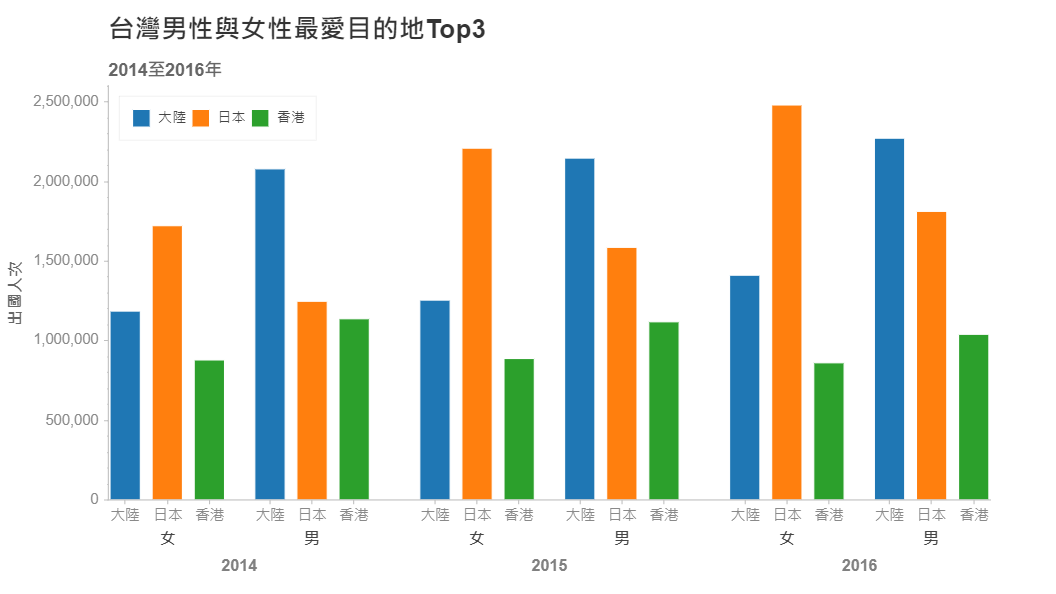 台灣男性與女性最愛目的地Top3
2014至2016年
大陸 日本 香港
2,500,000
2,000,000
1,500,000
1,000,000
500,000
0
出國人次
大陸 日本 香港 大陸 日本 香港 大陸 日本 香港 大陸 日本 香港 大陸 日本 香港 大陸 日本 香港
女 男 女 男 女 男
2014 2015 2016